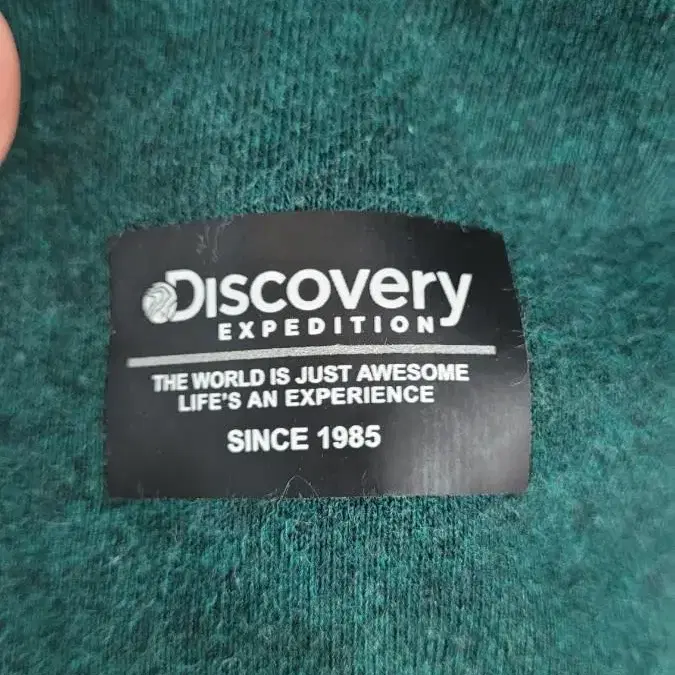 DISCOVERY
EXPEDITION
THE WORLD IS JUST AWESOME
LIFE'S AN EXPERIENCE
SINCE 1985